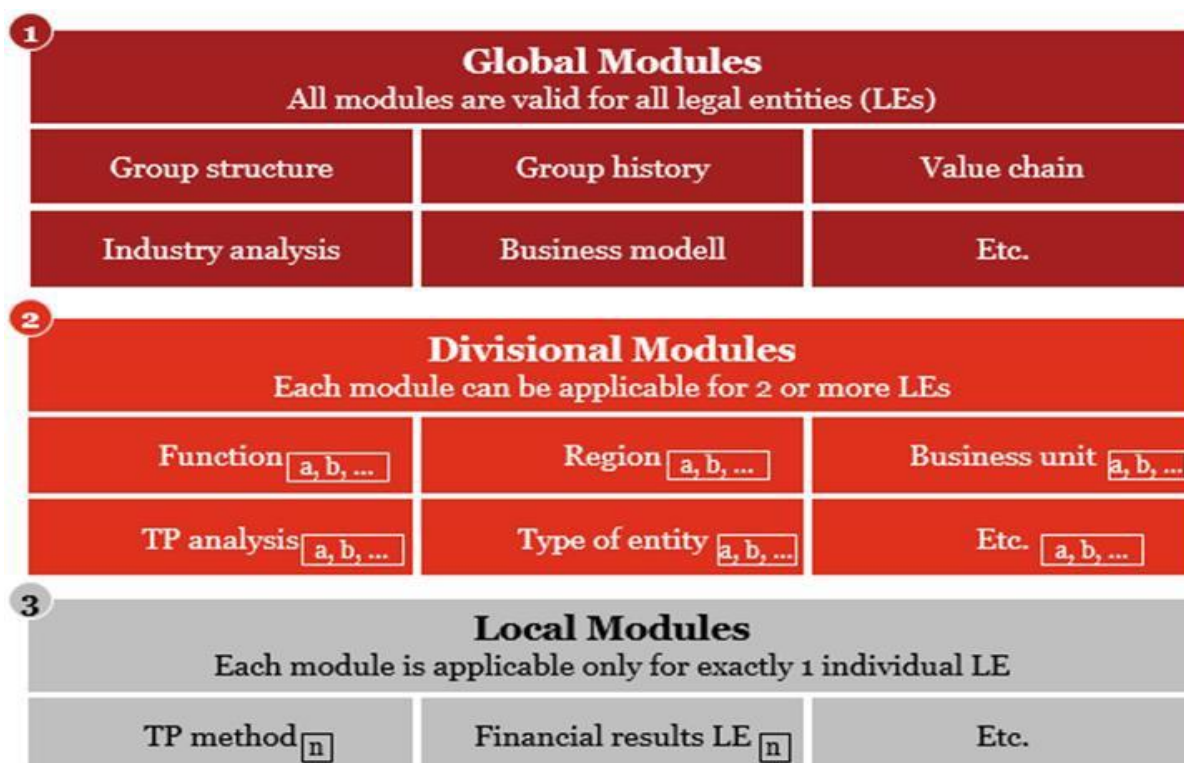 1
Global Modules
All modules are valid for all legal entities (LEs)
Group structure
Group history
Value chain
Industry analysis
Business modell
Etc.
2
Divisional Modules
Each module can be applicable for 2 or more LEs
Function a, b, ...
Region a, b, ...
Business unit a, b, ...
TP analysis a, b, ...
Type of entity a, b, ...
Etc. a, b, ...
3
Local Modules
Each module is applicable only for exactly 1 individual LE
TP method n
Financial results LE n
Etc.